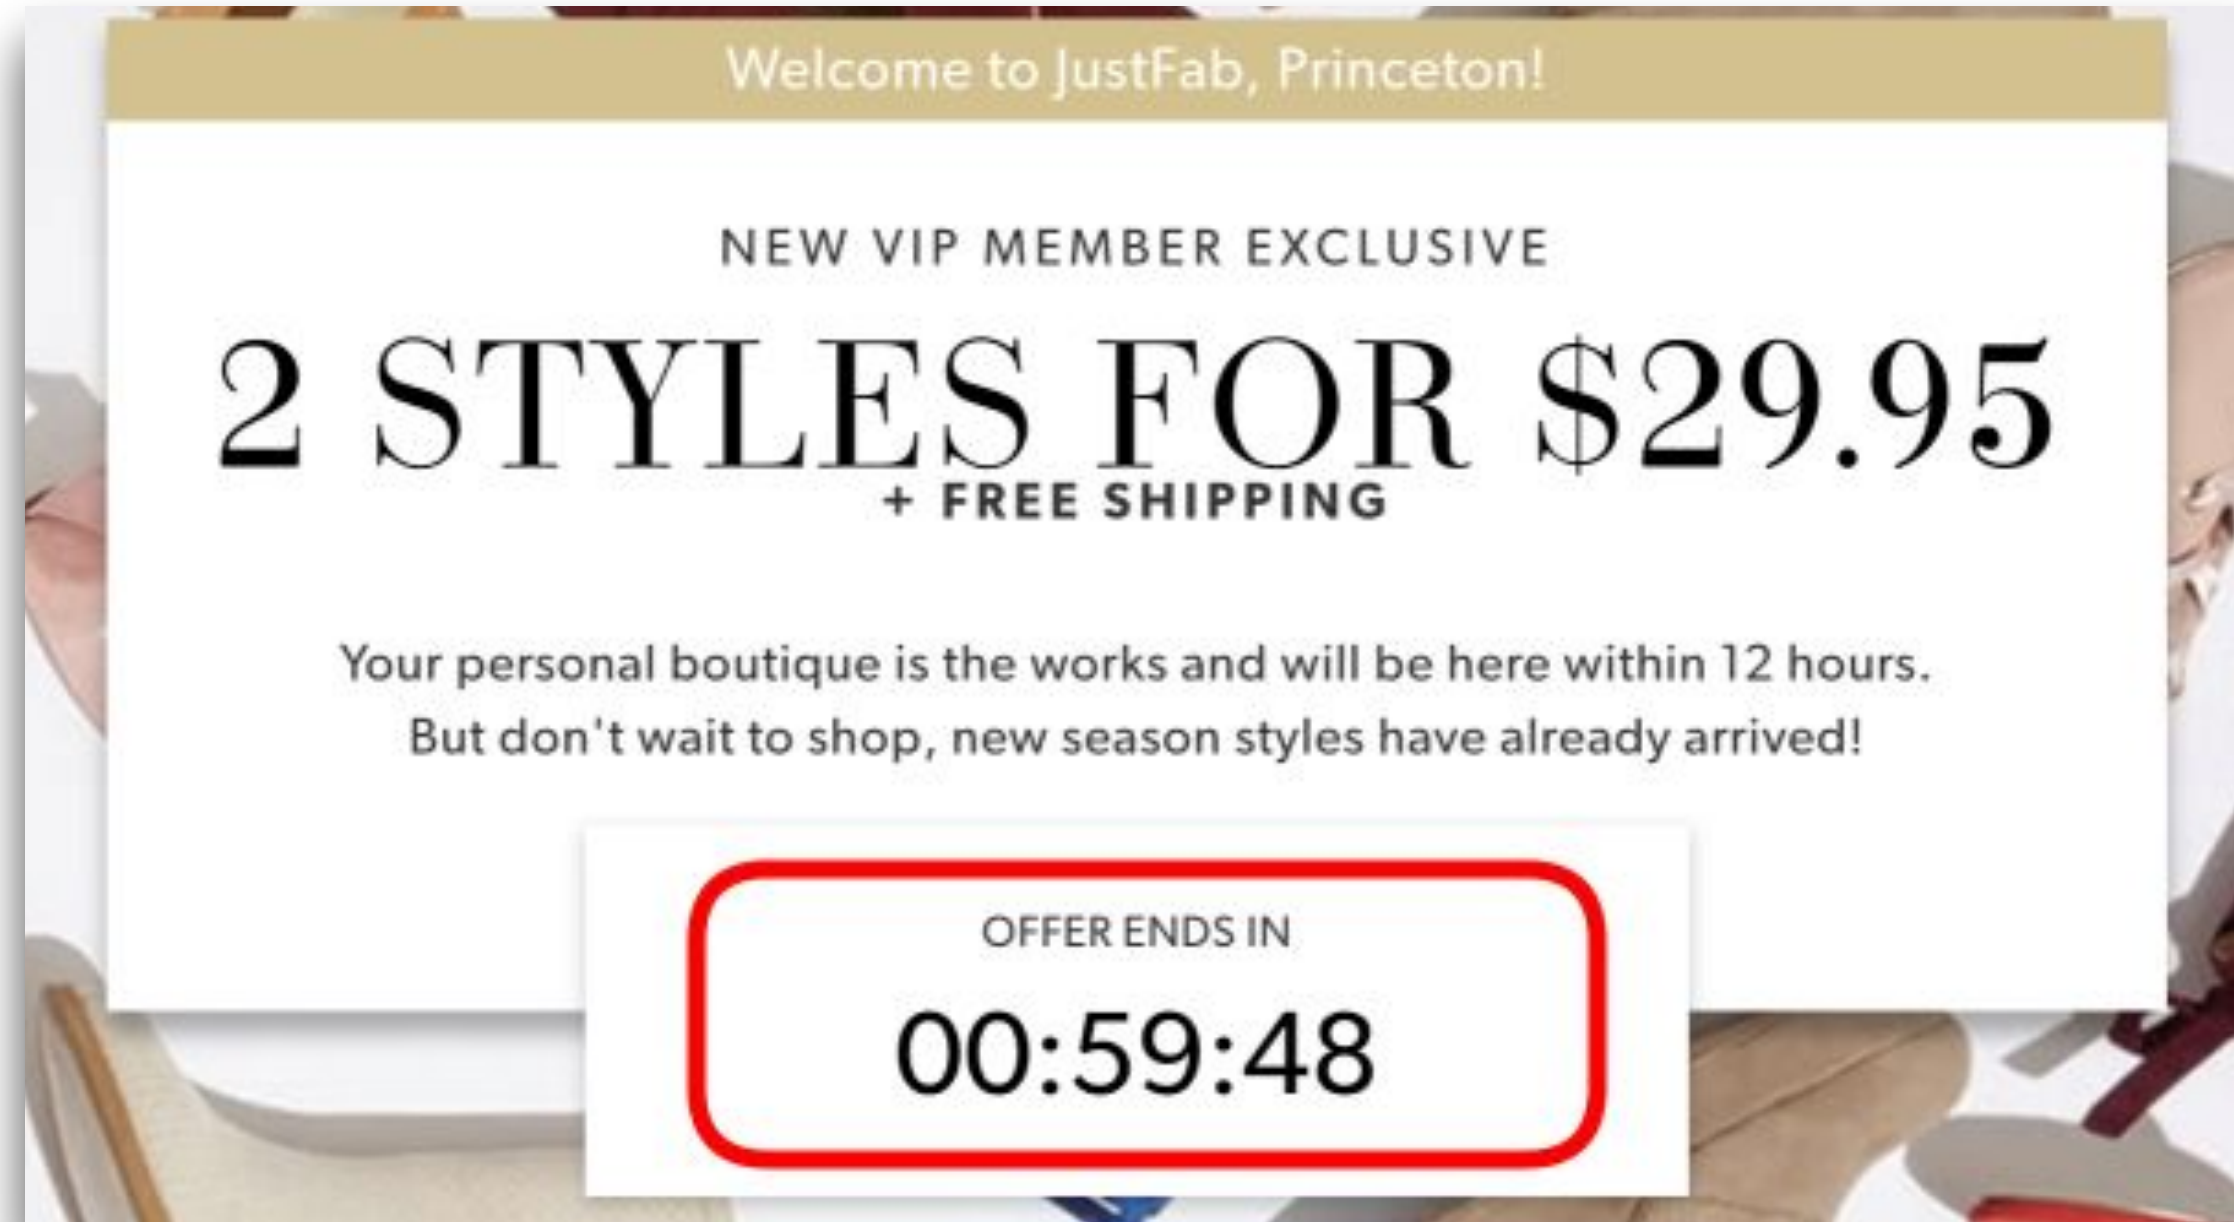 Welcome to JustFab, Princeton!
NEW VIP MEMBER EXCLUSIVE
2 STYLES FOR $29.95
+ FREE SHIPPING
Your personal boutique is the works and will be here within 12 hours.
But don't wait to shop, new season styles have already arrived!
OFFER ENDS IN
00:59:48